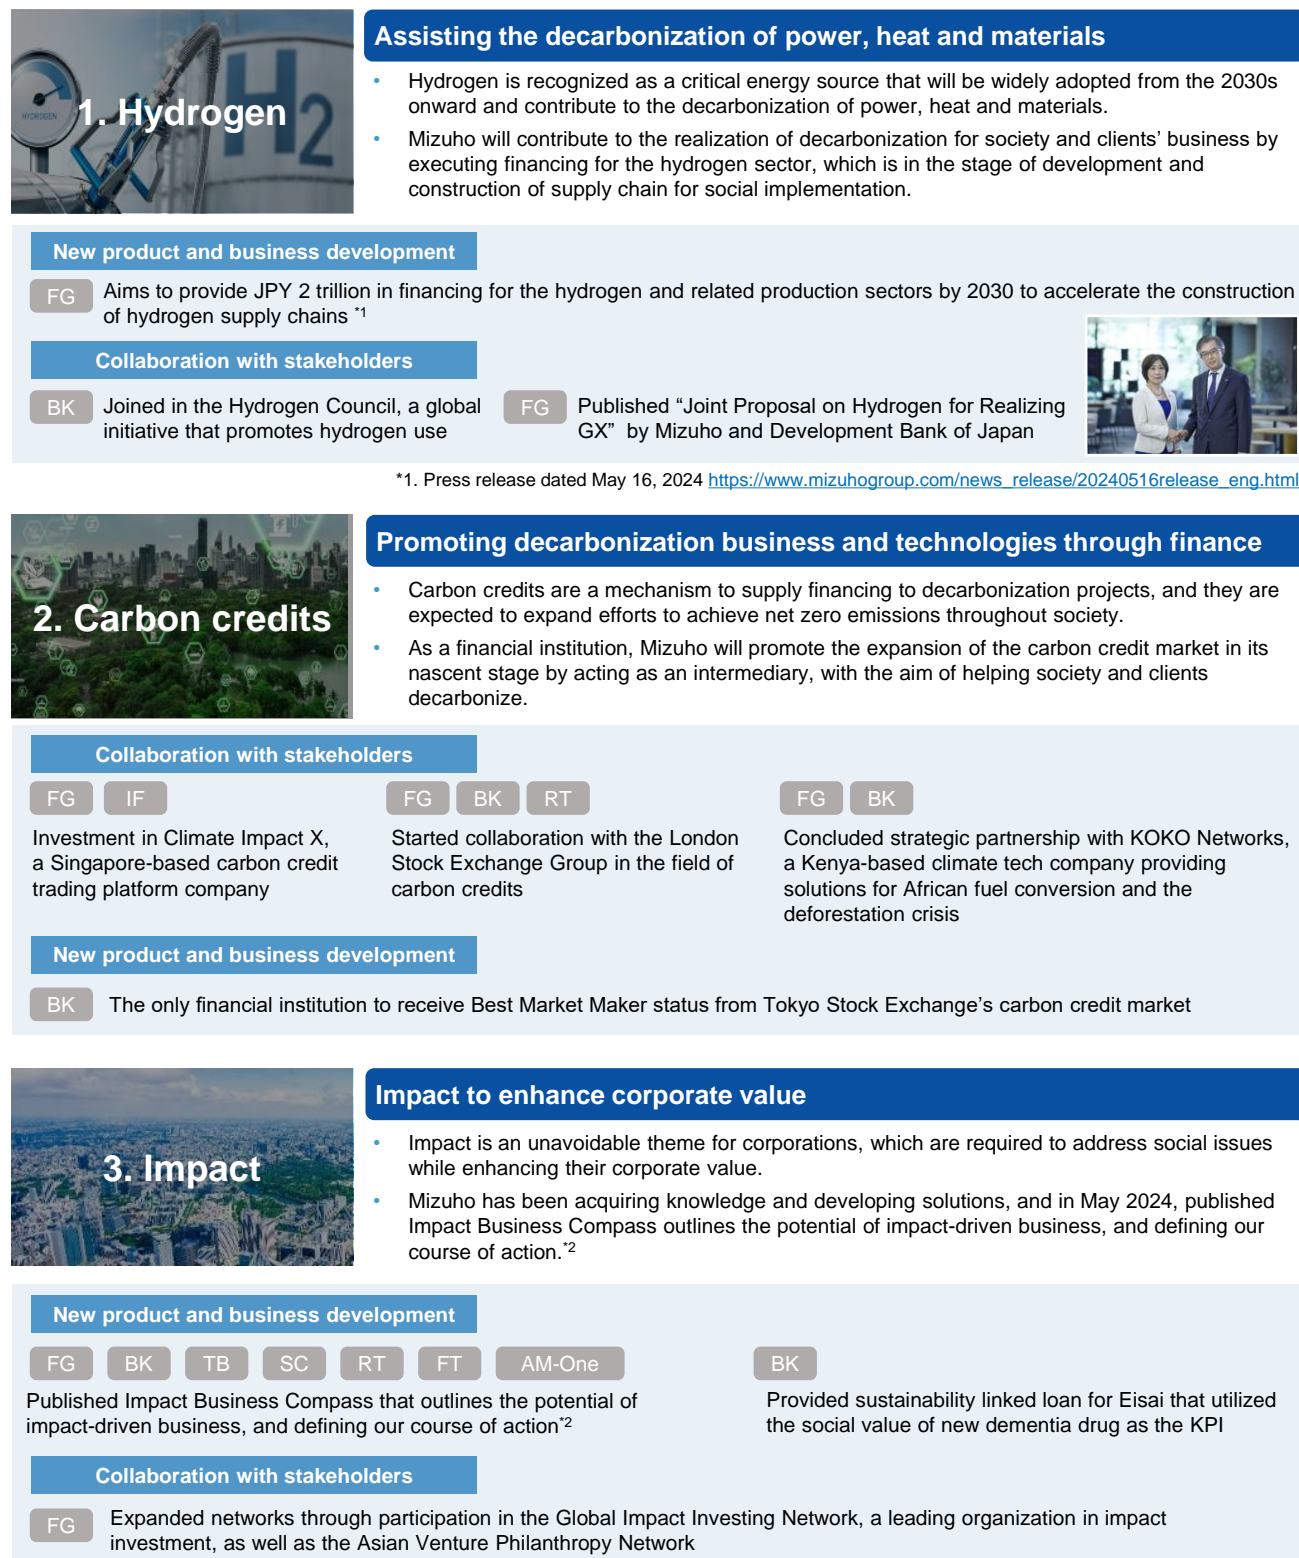 1. Hydrogen
HYDROGEN
H2
Assisting the decarbonization of power, heat and materials
• Hydrogen is recognized as a critical energy source that will be widely adopted from the 2030s
onward and contribute to the decarbonization of power, heat and materials.
• Mizuho will contribute to the realization of decarbonization for society and clients’ business by
executing financing for the hydrogen sector, which is in the stage of development and
construction of supply chain for social implementation.
New product and business development
FG
Aims to provide JPY 2 trillion in financing for the hydrogen and related production sectors by 2030 to accelerate the construction
of hydrogen supply chains *1
Collaboration with stakeholders
BK
Joined in the Hydrogen Council, a global
initiative that promotes hydrogen use
FG
Published “Joint Proposal on Hydrogen for Realizing
GX” by Mizuho and Development Bank of Japan
*1. Press release dated May 16, 2024 https://www.mizuhogroup.com/news_release/20240516release_eng.html
2. Carbon credits
Promoting decarbonization business and technologies through finance
• Carbon credits are a mechanism to supply financing to decarbonization projects, and they are
expected to expand efforts to achieve net zero emissions throughout society.
• As a financial institution, Mizuho will promote the expansion of the carbon credit market in its
nascent stage by acting as an intermediary, with the aim of helping society and clients
decarbonize.
Collaboration with stakeholders
FG IF
Investment in Climate Impact X,
a Singapore-based carbon credit
trading platform company
FG BK RT
Started collaboration with the London
Stock Exchange Group in the field of
carbon credits
FG BK
Concluded strategic partnership with KOKO Networks,
a Kenya-based climate tech company providing
solutions for African fuel conversion and the
deforestation crisis
New product and business development
BK
The only financial institution to receive Best Market Maker status from Tokyo Stock Exchange’s carbon credit market
3. Impact
Impact to enhance corporate value
• Impact is an unavoidable theme for corporations, which are required to address social issues
while enhancing their corporate value.
• Mizuho has been acquiring knowledge and developing solutions, and in May 2024, published
Impact Business Compass outlines the potential of impact-driven business, and defining our
course of action.*2
New product and business development
FG BK TB SC RT FT AM-One
Published Impact Business Compass that outlines the potential of
impact-driven business, and defining our course of action*2
BK
Provided sustainability linked loan for Eisai that utilized
the social value of new dementia drug as the KPI
Collaboration with stakeholders
FG
Expanded networks through participation in the Global Impact Investing Network, a leading organization in impact
investment, as well as the Asian Venture Philanthropy Network